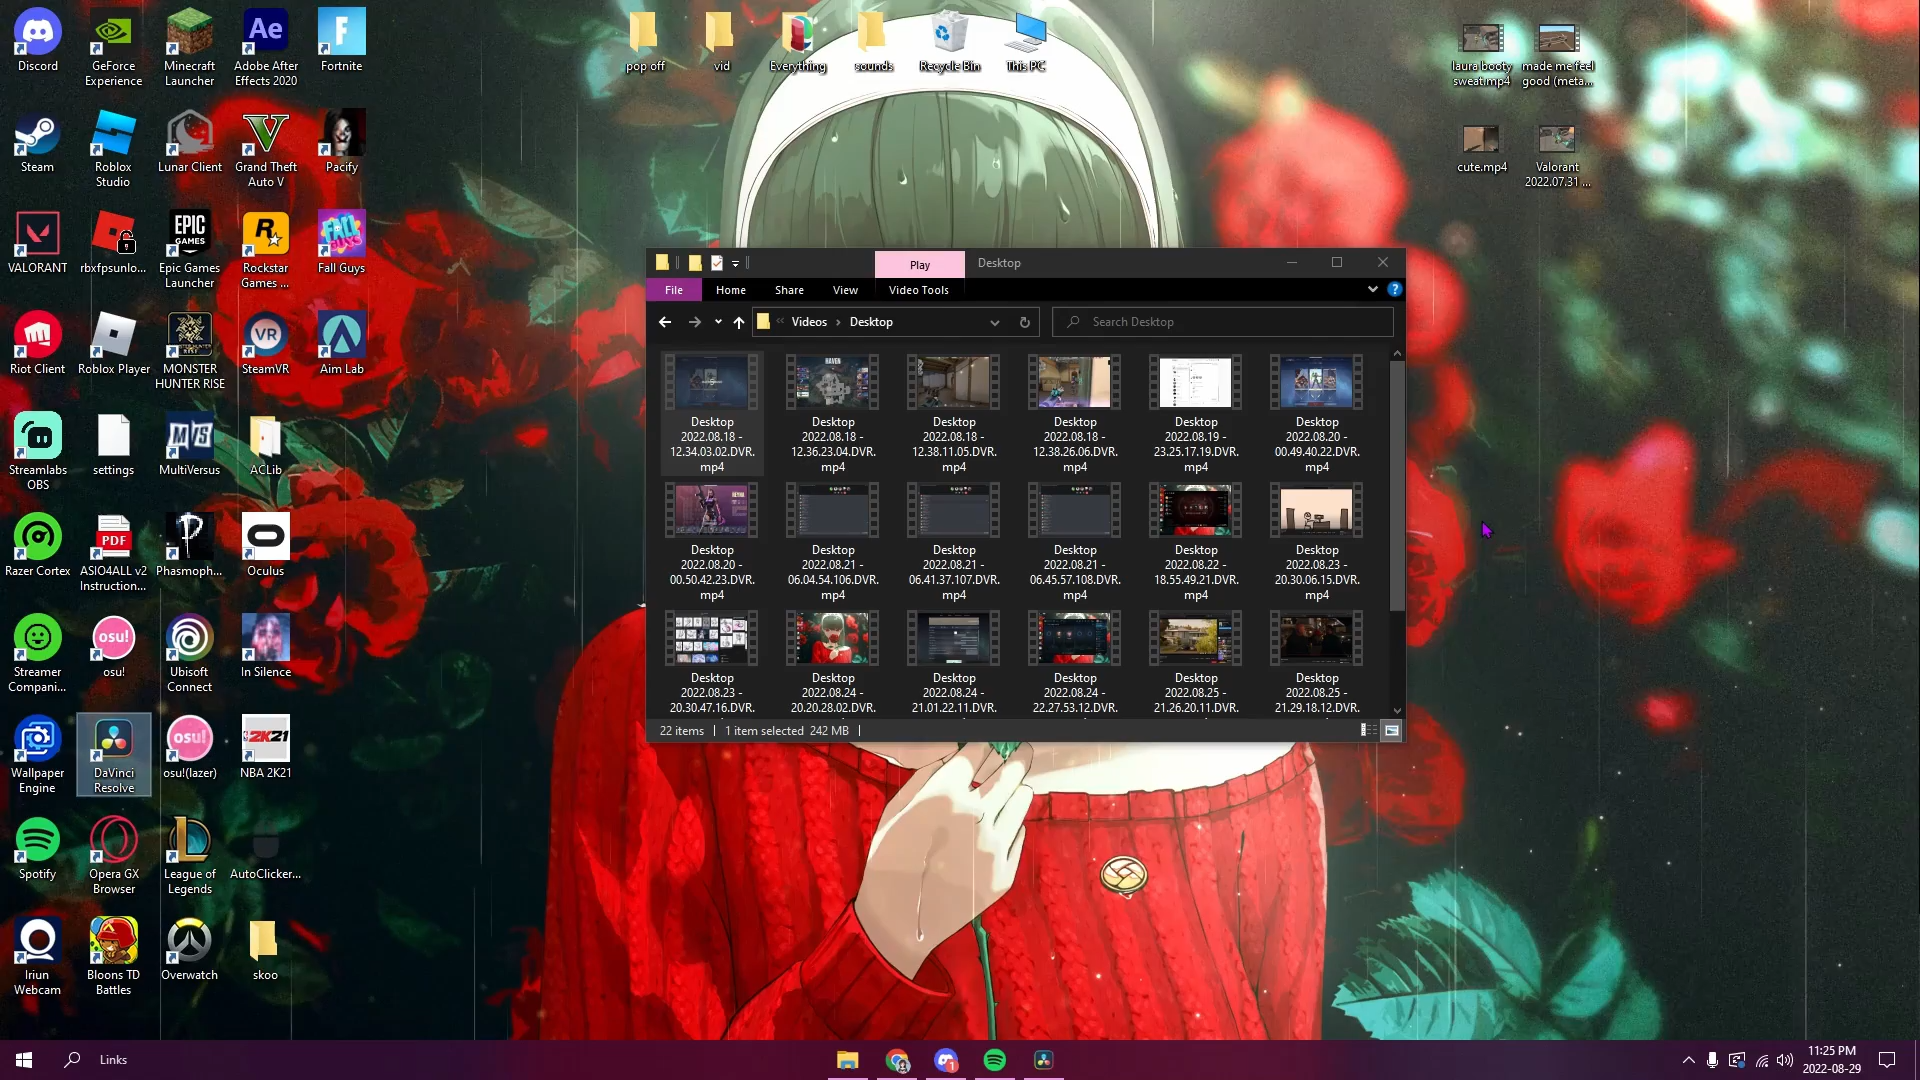 Discord
GeForce
Experience
Minecraft
Launcher
Ae
Adobe After
Effects 2020
Fortnite
Steam
Roblox
Studio
Lunar Client
Grand Theft
Auto V
Pacify
VALORANT
rbxfpsunlo...
EPIC
GAMES
Epic Games
Launcher
Rockstar
Games ...
FALL
GUYS
Fall Guys
Riot Client
Roblox Player
MONSTER
HUNTER RISE
VR
SteamVR
Aim Lab
Streamlabs
OBS
settings
MultiVersus
ACLib
Razer Cortex
PDF
ASIO4ALL v2
Instruction...
Phasmoph...
Oculus
Streamer
Compani...
osu!
osu!
Ubisoft
Connect
In Silence
Wallpaper
Engine
DaVinci
Resolve
osu!
osu!(lazer)
2K21
NBA 2K21
Spotify
Opera GX
Browser
League of
Legends
AutoClicker...
Iriun
Webcam
Bloons TD
Battles
Overwatch
skoo
pop off
vid
Everything
sounds
Recycle Bin
This PC
laura booty
sweat.mp4
made me feel
good (meta...
cute.mp4
Valorant
2022.07.31 ...
Play
Desktop
File
Home
Share
View
Video Tools
Videos
Desktop
Search Desktop
HAVEN
Desktop
2022.08.18 -
12.34.03.02.DVR.
mp4
Desktop
2022.08.18 -
12.36.23.04.DVR.
mp4
Desktop
2022.08.18 -
12.38.11.05.DVR.
mp4
Desktop
2022.08.18 -
12.38.26.06.DVR.
mp4
Desktop
2022.08.19 -
23.25.17.19.DVR.
mp4
Desktop
2022.08.20 -
00.49.40.22.DVR.
mp4
Desktop
2022.08.20 -
00.50.42.23.DVR.
mp4
Desktop
2022.08.21 -
06.04.54.106.DVR.
mp4
Desktop
2022.08.21 -
06.41.37.107.DVR.
mp4
Desktop
2022.08.21 -
06.45.57.108.DVR.
mp4
Desktop
2022.08.22 -
18.55.49.21.DVR.
mp4
Desktop
2022.08.23 -
20.30.06.15.DVR.
mp4
Desktop
2022.08.23 -
20.30.47.16.DVR.
Desktop
2022.08.24 -
20.20.28.02.DVR.
Desktop
2022.08.24 -
21.01.22.11.DVR.
Desktop
2022.08.24 -
22.27.53.12.DVR.
Desktop
2022.08.25 -
21.26.20.11.DVR.
Desktop
2022.08.25 -
21.29.18.12.DVR.
22 items
1 item selected 242 MB
Links
11:25 PM
2022-08-29